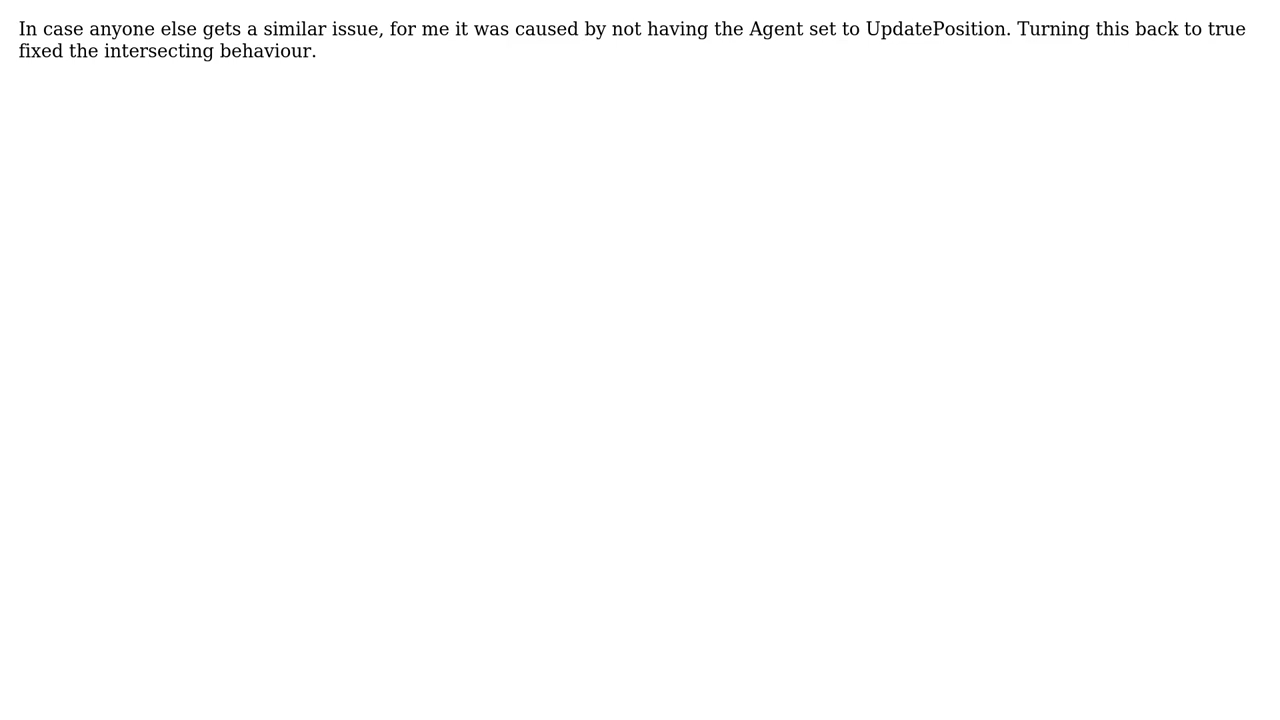 In case anyone else gets a similar issue, for me it was caused by not having the Agent set to UpdatePosition. Turning this back to true
fixed the intersecting behaviour.